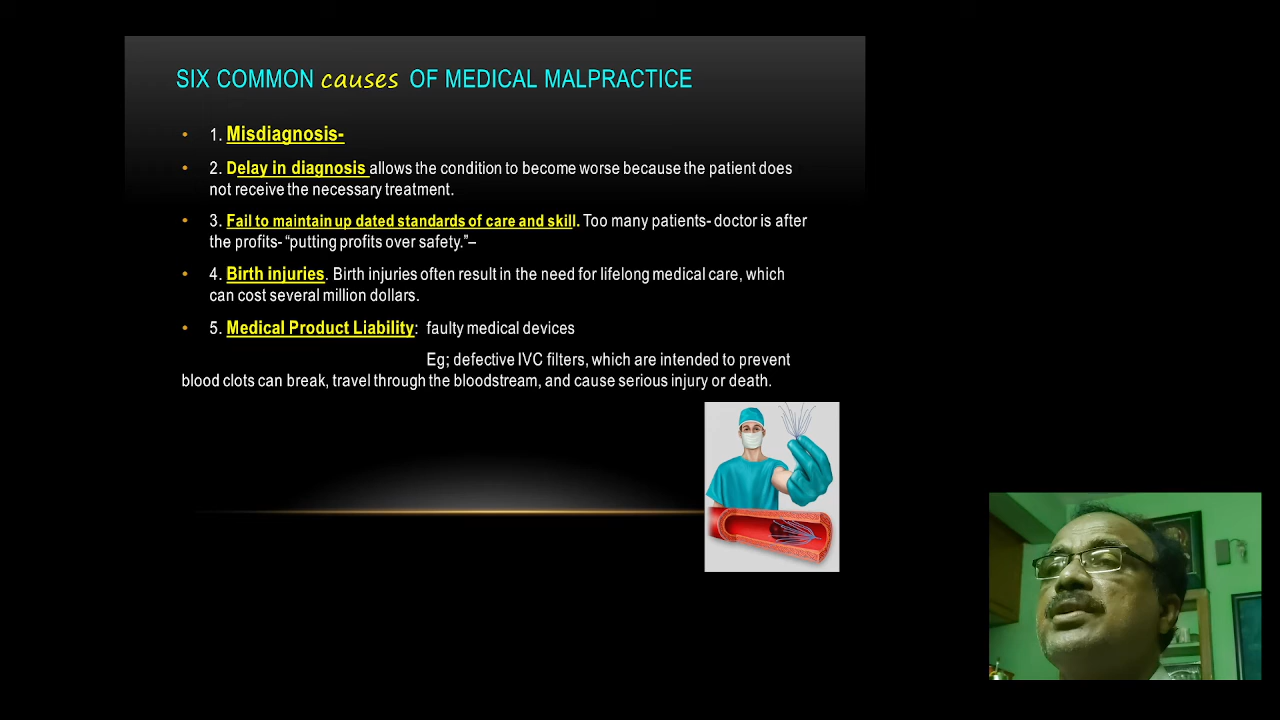 SIX COMMON causes OF MEDICAL MALPRACTICE
• 1. Misdiagnosis-
• 2. Delay in diagnosis allows the condition to become worse because the patient does
not receive the necessary treatment.
• 3. Fail to maintain up dated standards of care and skill. Too many patients- doctor is after
the profits- “putting profits over safety.”–
• 4. Birth injuries. Birth injuries often result in the need for lifelong medical care, which
can cost several million dollars.
• 5. Medical Product Liability: faulty medical devices
Eg; defective IVC filters, which are intended to prevent
blood clots can break, travel through the bloodstream, and cause serious injury or death.